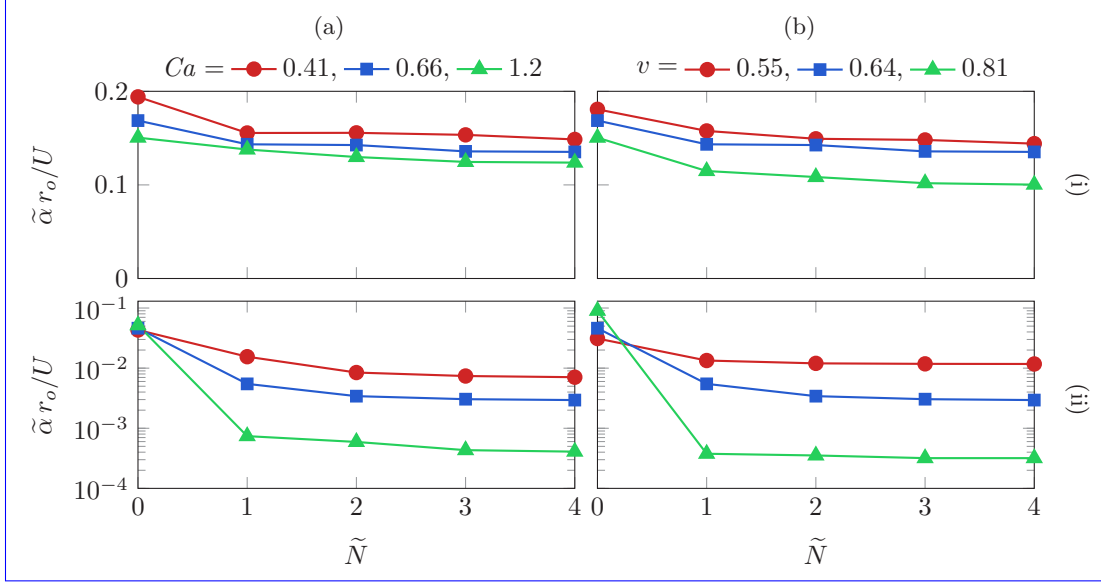 (a) (b)
Ca = 0.41, 0.66, 1.2 v = 0.55, 0.64, 0.81
0.2
0.1
0
α̃ r_o/U
(i)
10⁻¹
10⁻²
10⁻³
10⁻⁴
α̃ r_o/U
(ii)
0 1 2 3 4 0 1 2 3 4
Ñ Ñ